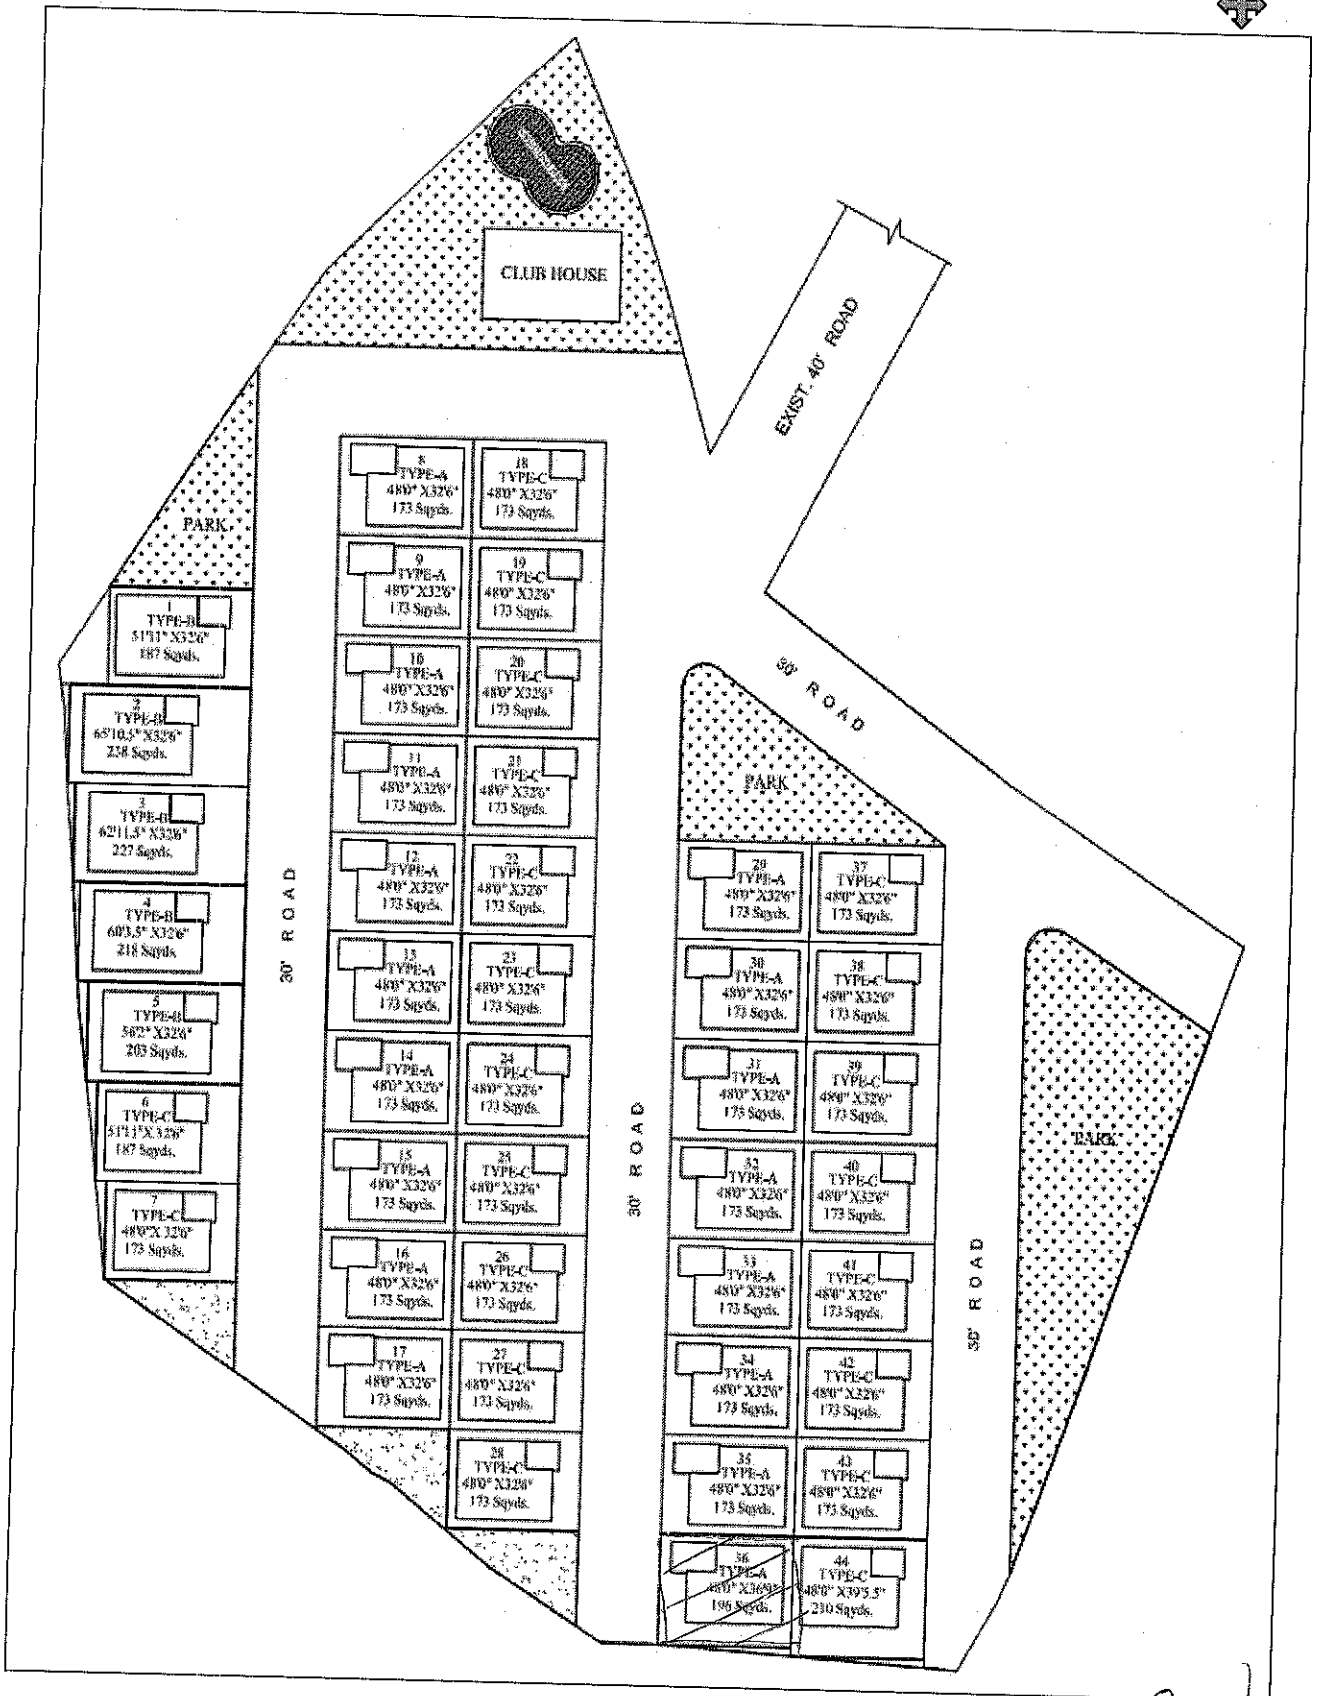 CLUB HOUSE
EXIST. 40' ROAD
PARK
1
TYPE-B
51'11" X32'6"
187 Sqyds.
2
TYPE-B
65'10.5" X32'6"
238 Sqyds.
3
TYPE-B
62'11.5" X32'6"
227 Sqyds.
4
TYPE-B
60'3.5" X32'6"
218 Sqyds.
5
TYPE-B
56'2" X32'6"
203 Sqyds.
6
TYPE-C
51'11"X 32'6"
187 Sqyds.
7
TYPE-C
48'0"X 32'6"
173 Sqyds.
30' ROAD
8
TYPE-A
48'0" X32'6"
173 Sqyds.
9
TYPE-A
48'0" X32'6"
173 Sqyds.
10
TYPE-A
48'0" X32'6"
173 Sqyds.
11
TYPE-A
48'0" X32'6"
173 Sqyds.
12
TYPE-A
48'0" X32'6"
173 Sqyds.
13
TYPE-A
48'0" X32'6"
173 Sqyds.
14
TYPE-A
48'0" X32'6"
173 Sqyds.
15
TYPE-A
48'0" X32'6"
173 Sqyds.
16
TYPE-A
48'0" X32'6"
173 Sqyds.
17
TYPE-A
48'0" X32'6"
173 Sqyds.
18
TYPE-C
48'0" X32'6"
173 Sqyds.
19
TYPE-C
48'0" X32'6"
173 Sqyds.
20
TYPE-C
48'0" X32'6"
173 Sqyds.
21
TYPE-C
48'0" X32'6"
173 Sqyds.
22
TYPE-C
48'0" X32'6"
173 Sqyds.
23
TYPE-C
48'0" X32'6"
173 Sqyds.
24
TYPE-C
48'0" X32'6"
173 Sqyds.
25
TYPE-C
48'0" X32'6"
173 Sqyds.
26
TYPE-C
48'0" X32'6"
173 Sqyds.
27
TYPE-C
48'0" X32'6"
173 Sqyds.
28
TYPE-C
48'0" X32'6"
173 Sqyds.
30' ROAD
30' ROAD
PARK
29
TYPE-A
48'0" X32'6"
173 Sqyds.
30
TYPE-A
48'0" X32'6"
173 Sqyds.
31
TYPE-A
48'0" X32'6"
173 Sqyds.
32
TYPE-A
48'0" X32'6"
173 Sqyds.
33
TYPE-A
48'0" X32'6"
173 Sqyds.
34
TYPE-A
48'0" X32'6"
173 Sqyds.
35
TYPE-A
48'0" X32'6"
173 Sqyds.
36
TYPE-A
48'0" X36'9"
196 Sqyds.
37
TYPE-C
48'0" X32'6"
173 Sqyds.
38
TYPE-C
48'0" X32'6"
173 Sqyds.
39
TYPE-C
48'0" X32'6"
173 Sqyds.
40
TYPE-C
48'0" X32'6"
173 Sqyds.
41
TYPE-C
48'0" X32'6"
173 Sqyds.
42
TYPE-C
48'0" X32'6"
173 Sqyds.
43
TYPE-C
48'0" X32'6"
173 Sqyds.
44
TYPE-C
48'0" X39'5.5"
210 Sqyds.
30' ROAD
PARK